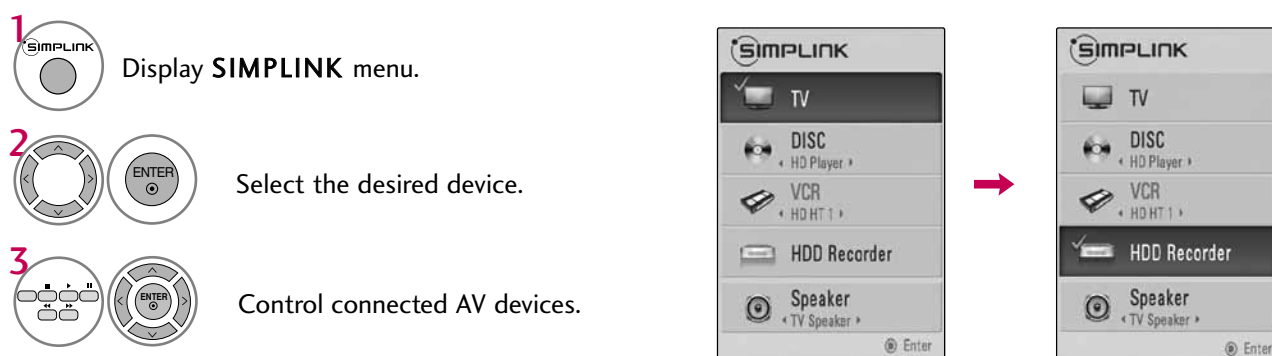 1
SIMPLINK
Display SIMPLINK menu.
2
ENTER
Select the desired device.
3
ENTER
Control connected AV devices.
SIMPLINK
TV
DISC
HD Player
VCR
HD HT 1
HDD Recorder
Speaker
TV Speaker
Enter
SIMPLINK
TV
DISC
HD Player
VCR
HD HT 1
HDD Recorder
Speaker
TV Speaker
Enter